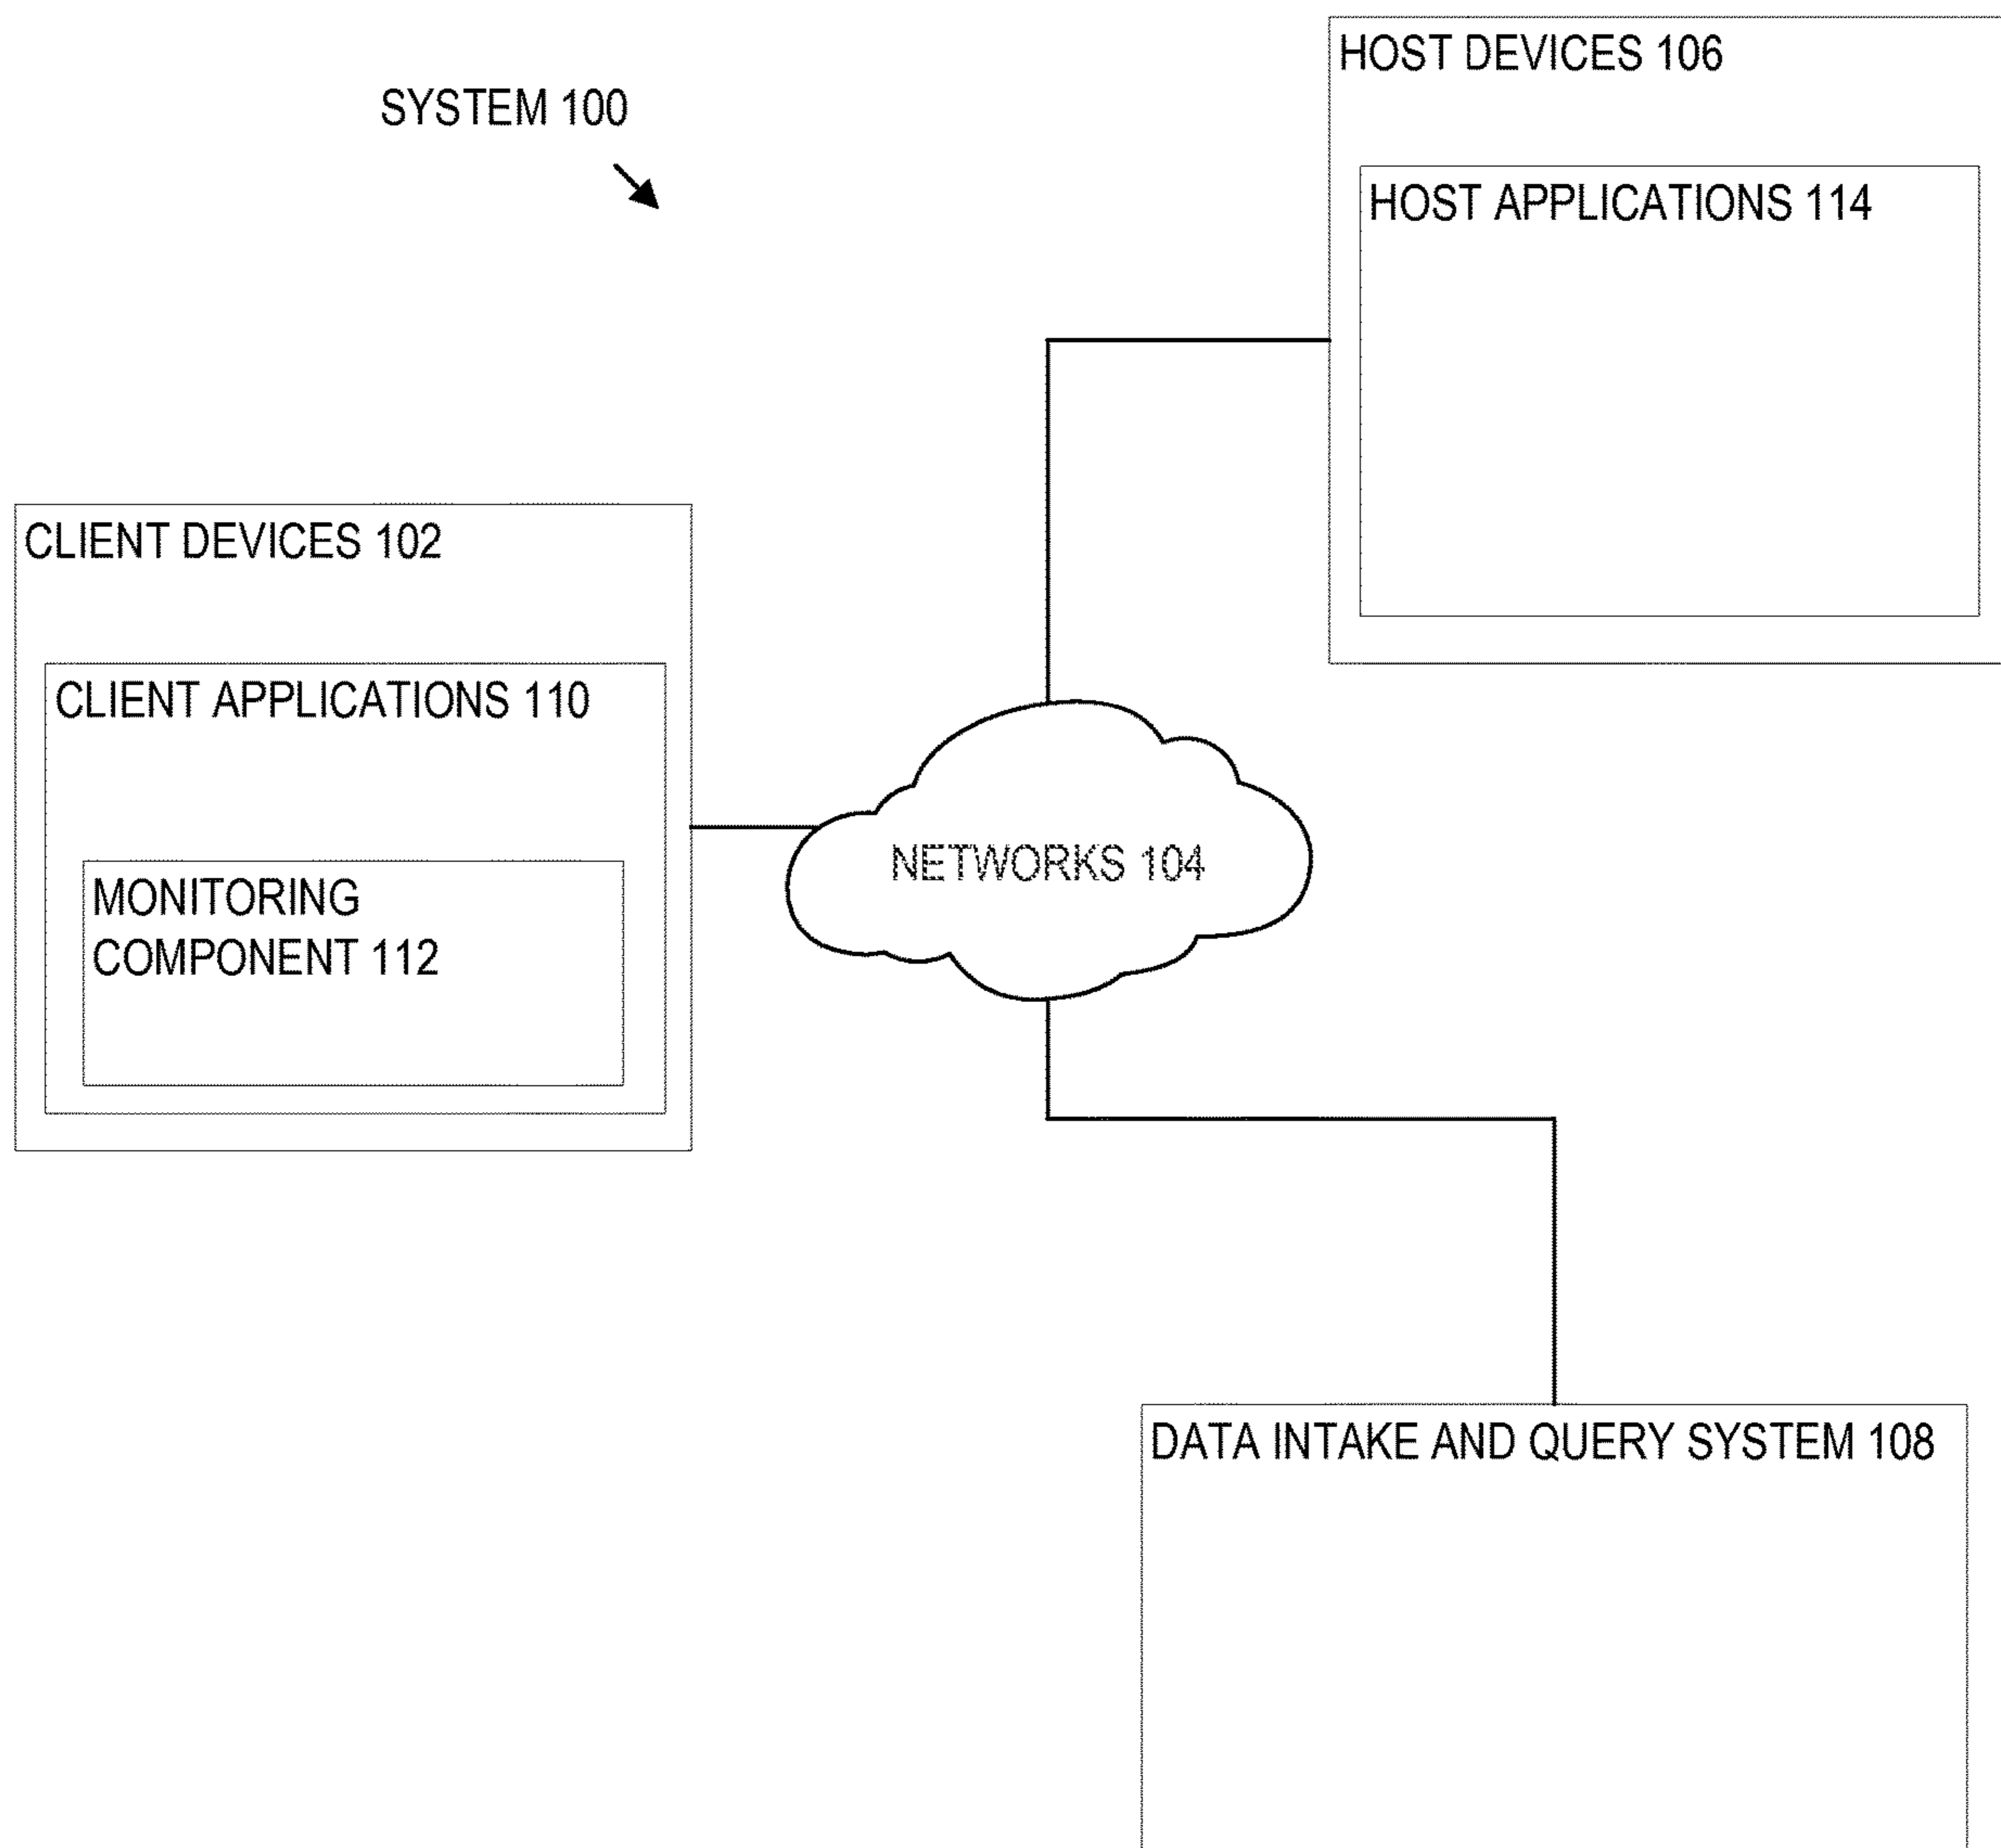 SYSTEM 100
HOST DEVICES 106
HOST APPLICATIONS 114
CLIENT DEVICES 102
CLIENT APPLICATIONS 110
MONITORING
COMPONENT 112
NETWORKS 104
DATA INTAKE AND QUERY SYSTEM 108